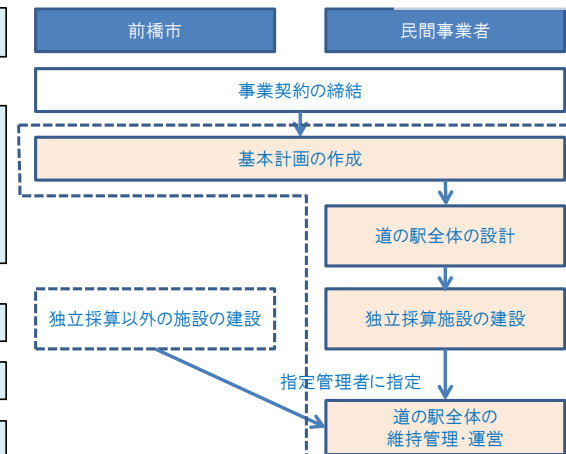 前橋市
民間事業者
事業契約の締結
基本計画の作成
道の駅全体の設計
独立採算以外の施設の建設
独立採算施設の建設
指定管理者に指定
道の駅全体の
維持管理・運営